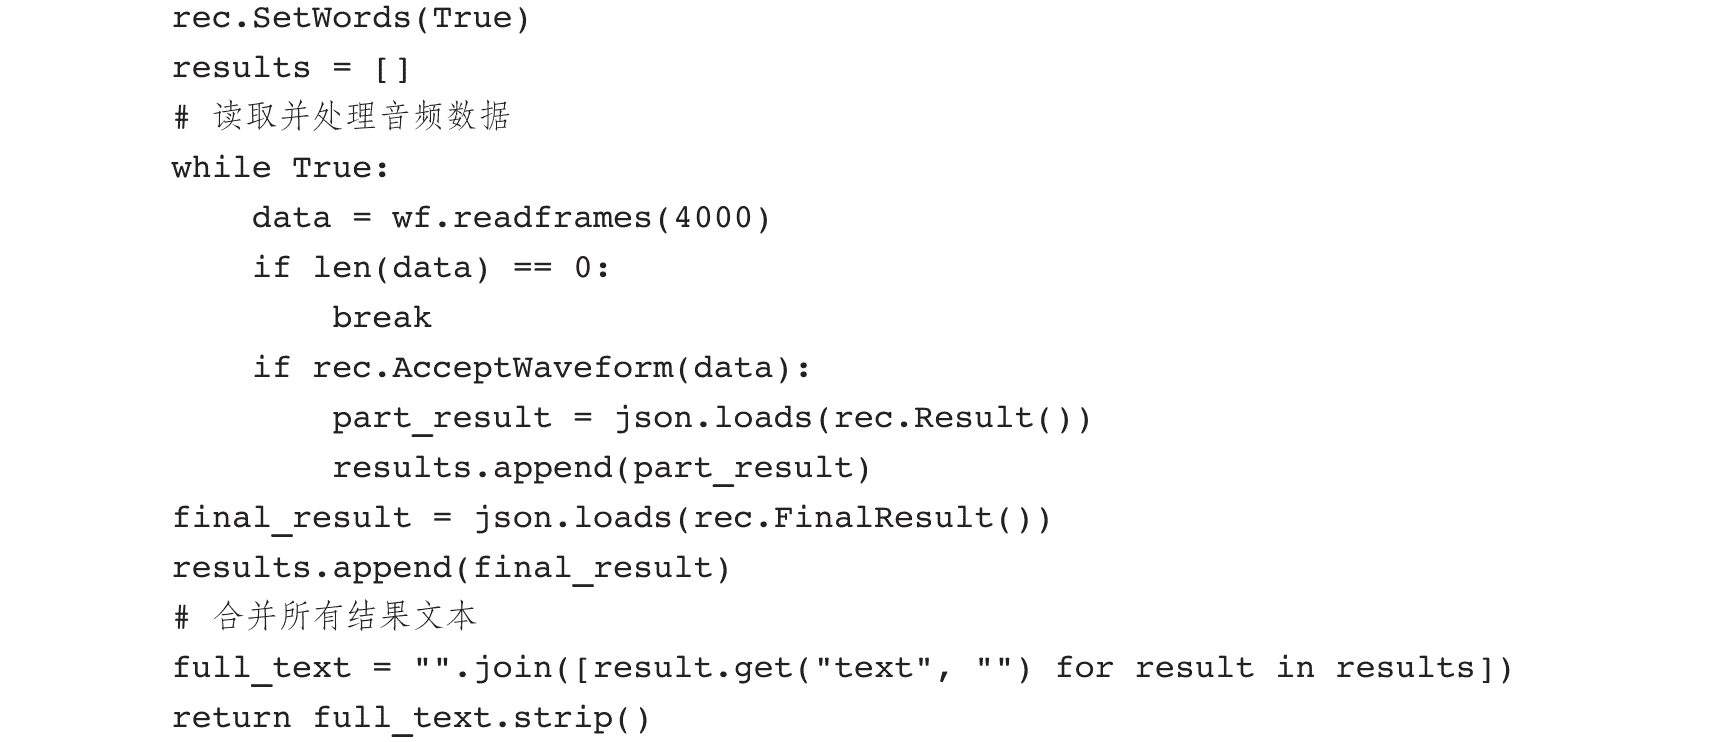 rec.SetWords(True)
results = []
# 读取并处理音频数据
while True:
    data = wf.readframes(4000)
    if len(data) == 0:
        break
    if rec.AcceptWaveform(data):
        part_result = json.loads(rec.Result())
        results.append(part_result)
final_result = json.loads(rec.FinalResult())
results.append(final_result)
# 合并所有结果文本
full_text = "".join([result.get("text", "") for result in results])
return full_text.strip()